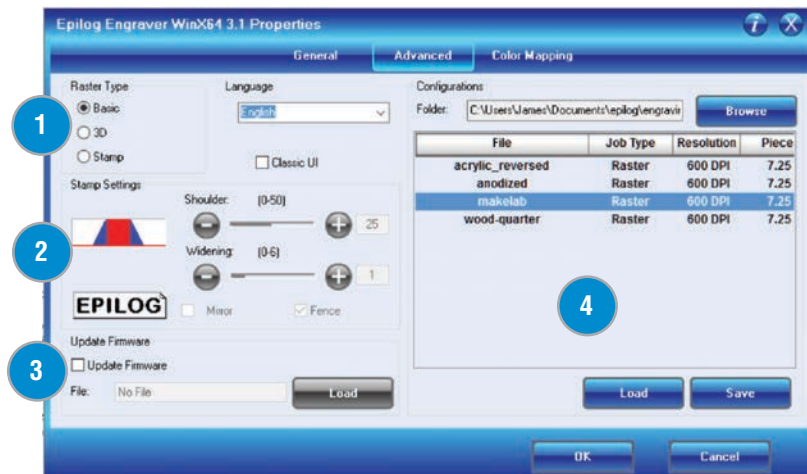 Epilog Engraver WinX64 3.1 Properties
General Advanced Color Mapping
Raster Type
Basic
3D
Stamp
1
Language
English
Classic UI
Stamp Settings
2
Shoulder: (0-50)
25
Widening: (0-6)
1
EPILOG
Mirror
Fence
Update Firmware
3
Update Firmware
File: No File
Load
Configurations
Folder: C:\Users\James\Documents\epilog\engravin
Browse
File Job Type Resolution Piece
acrylic_reversed Raster 600 DPI 7.25
anodized Raster 600 DPI 7.25
makelab Raster 600 DPI 7.25
wood-quarter Raster 600 DPI 7.25
4
Load
Save
OK
Cancel